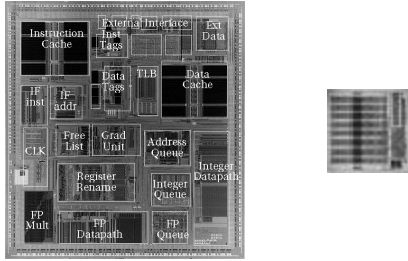 External Interface
Instruction
Cache
Inst
Tags
Ext
Data
Data
Tags
TLB
Data
Cache
IF
inst
IF
addr
CLK
Free
List
Grad
Unit
Address
Queue
Integer
Datapath
Register
Rename
Integer
Queue
FP
Mult
FP
Datapath
FP
Queue